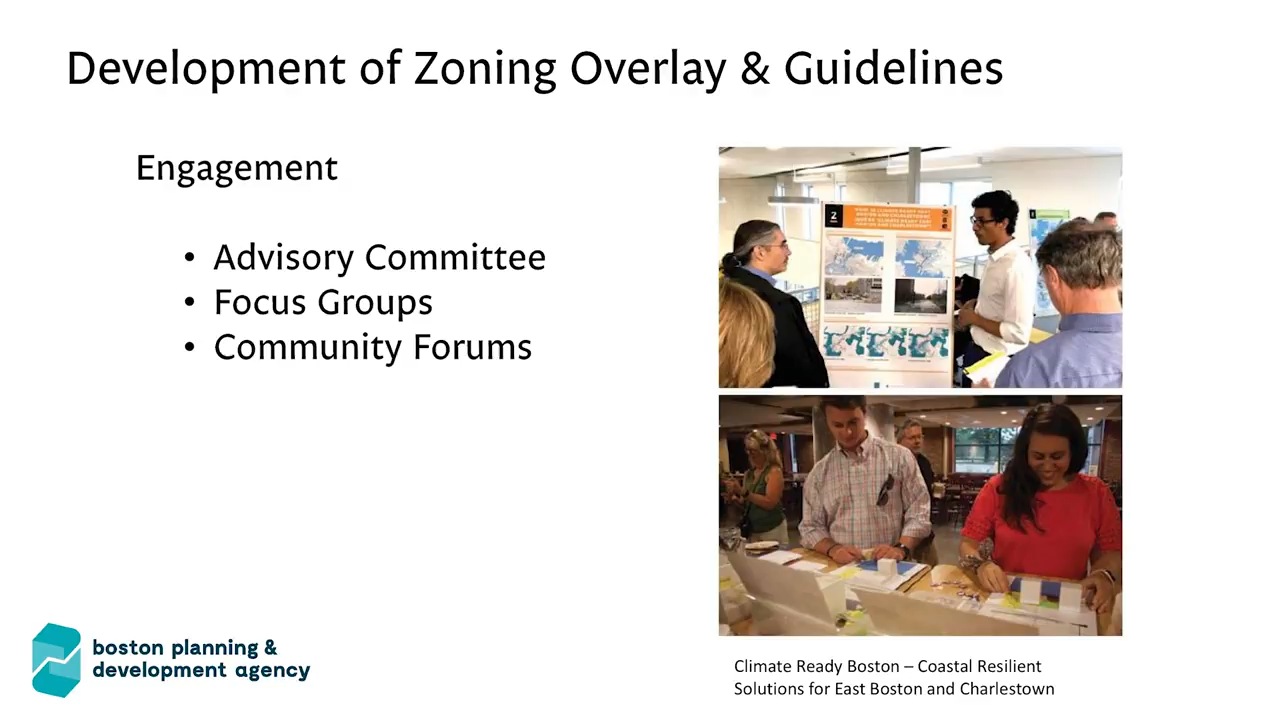 Development of Zoning Overlay & Guidelines
Engagement
• Advisory Committee
• Focus Groups
• Community Forums
2
boston planning &
development agency
Climate Ready Boston – Coastal Resilient
Solutions for East Boston and Charlestown